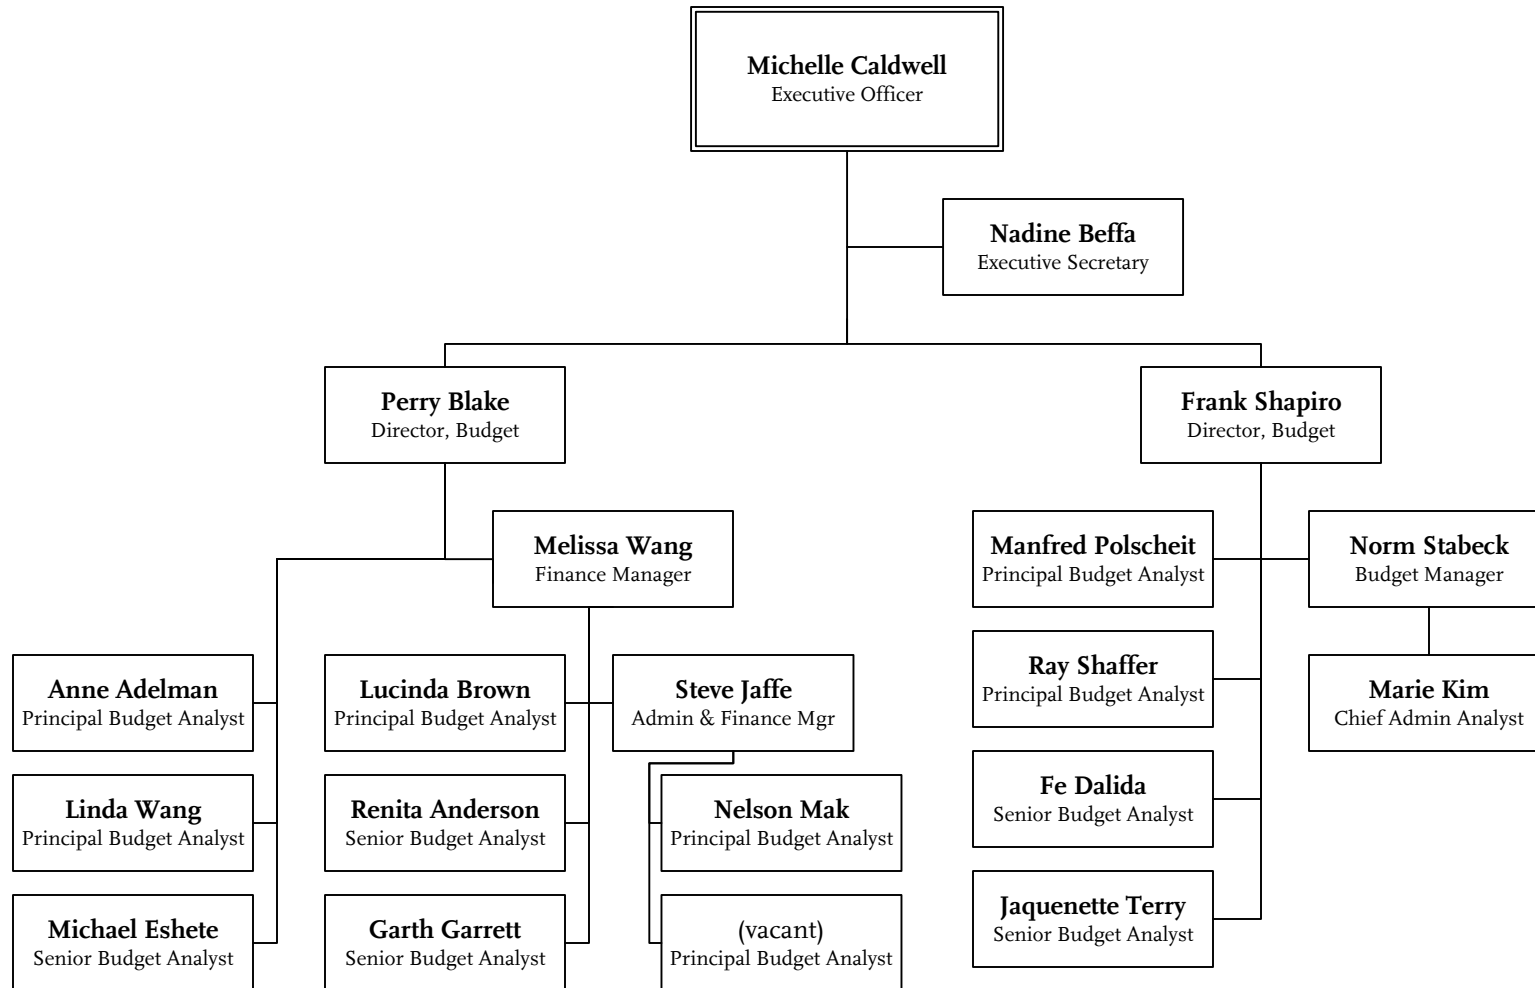 Michelle Caldwell
Executive Officer
Nadine Beffa
Executive Secretary
Perry Blake
Director, Budget
Frank Shapiro
Director, Budget
Melissa Wang
Finance Manager
Manfred Polscheit
Principal Budget Analyst
Norm Stabeck
Budget Manager
Anne Adelman
Principal Budget Analyst
Lucinda Brown
Principal Budget Analyst
Steve Jaffe
Admin & Finance Mgr
Ray Shaffer
Principal Budget Analyst
Marie Kim
Chief Admin Analyst
Linda Wang
Principal Budget Analyst
Renita Anderson
Senior Budget Analyst
Nelson Mak
Principal Budget Analyst
Fe Dalida
Senior Budget Analyst
Michael Eshete
Senior Budget Analyst
Garth Garrett
Senior Budget Analyst
(vacant)
Principal Budget Analyst
Jaquenette Terry
Senior Budget Analyst